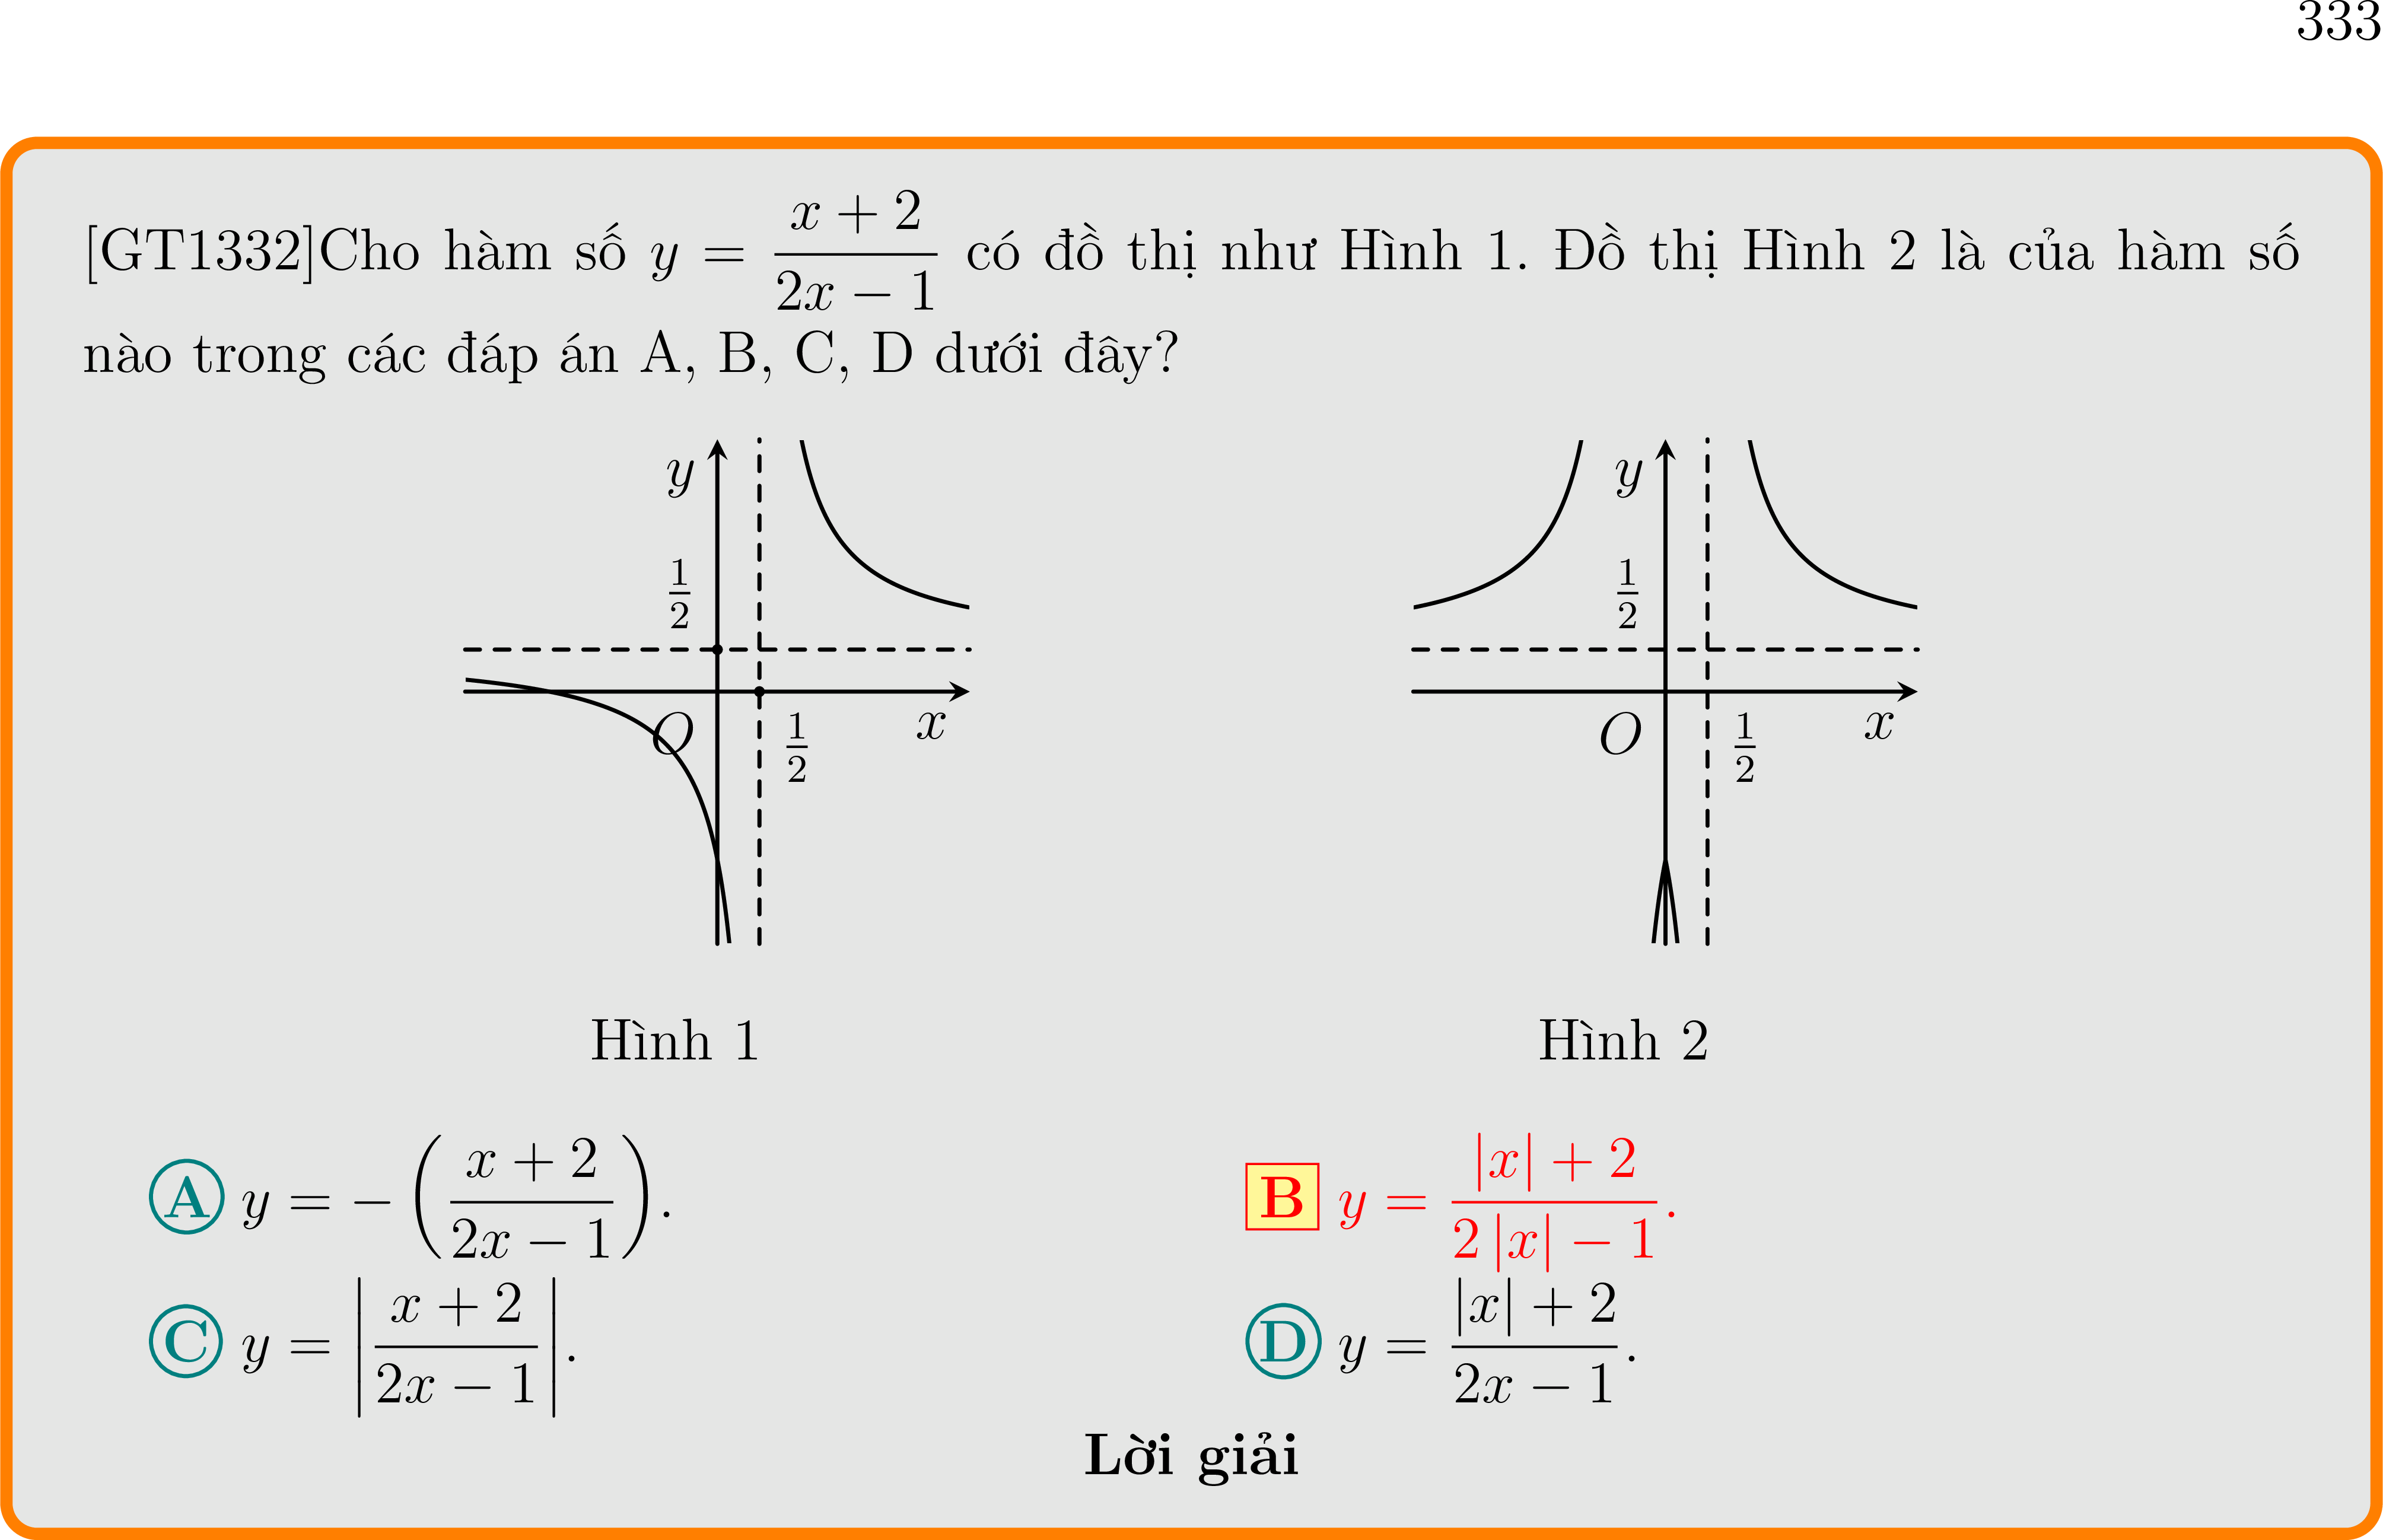 333
[GT1332]Cho hàm số y = \frac{x + 2}{2x − 1} có đồ thị như Hình 1. Đồ thị Hình 2 là của hàm số
nào trong các đáp án A, B, C, D dưới đây?
y y
\frac{1}{2} \frac{1}{2}
O \frac{1}{2} x O \frac{1}{2} x
Hình 1 Hình 2
A y = −\left(\frac{x + 2}{2x − 1}\right). B y = \frac{|x| + 2}{2|x| − 1}.
C y = \left|\frac{x + 2}{2x − 1}\right|. D y = \frac{|x| + 2}{2x − 1}.
Lời giải